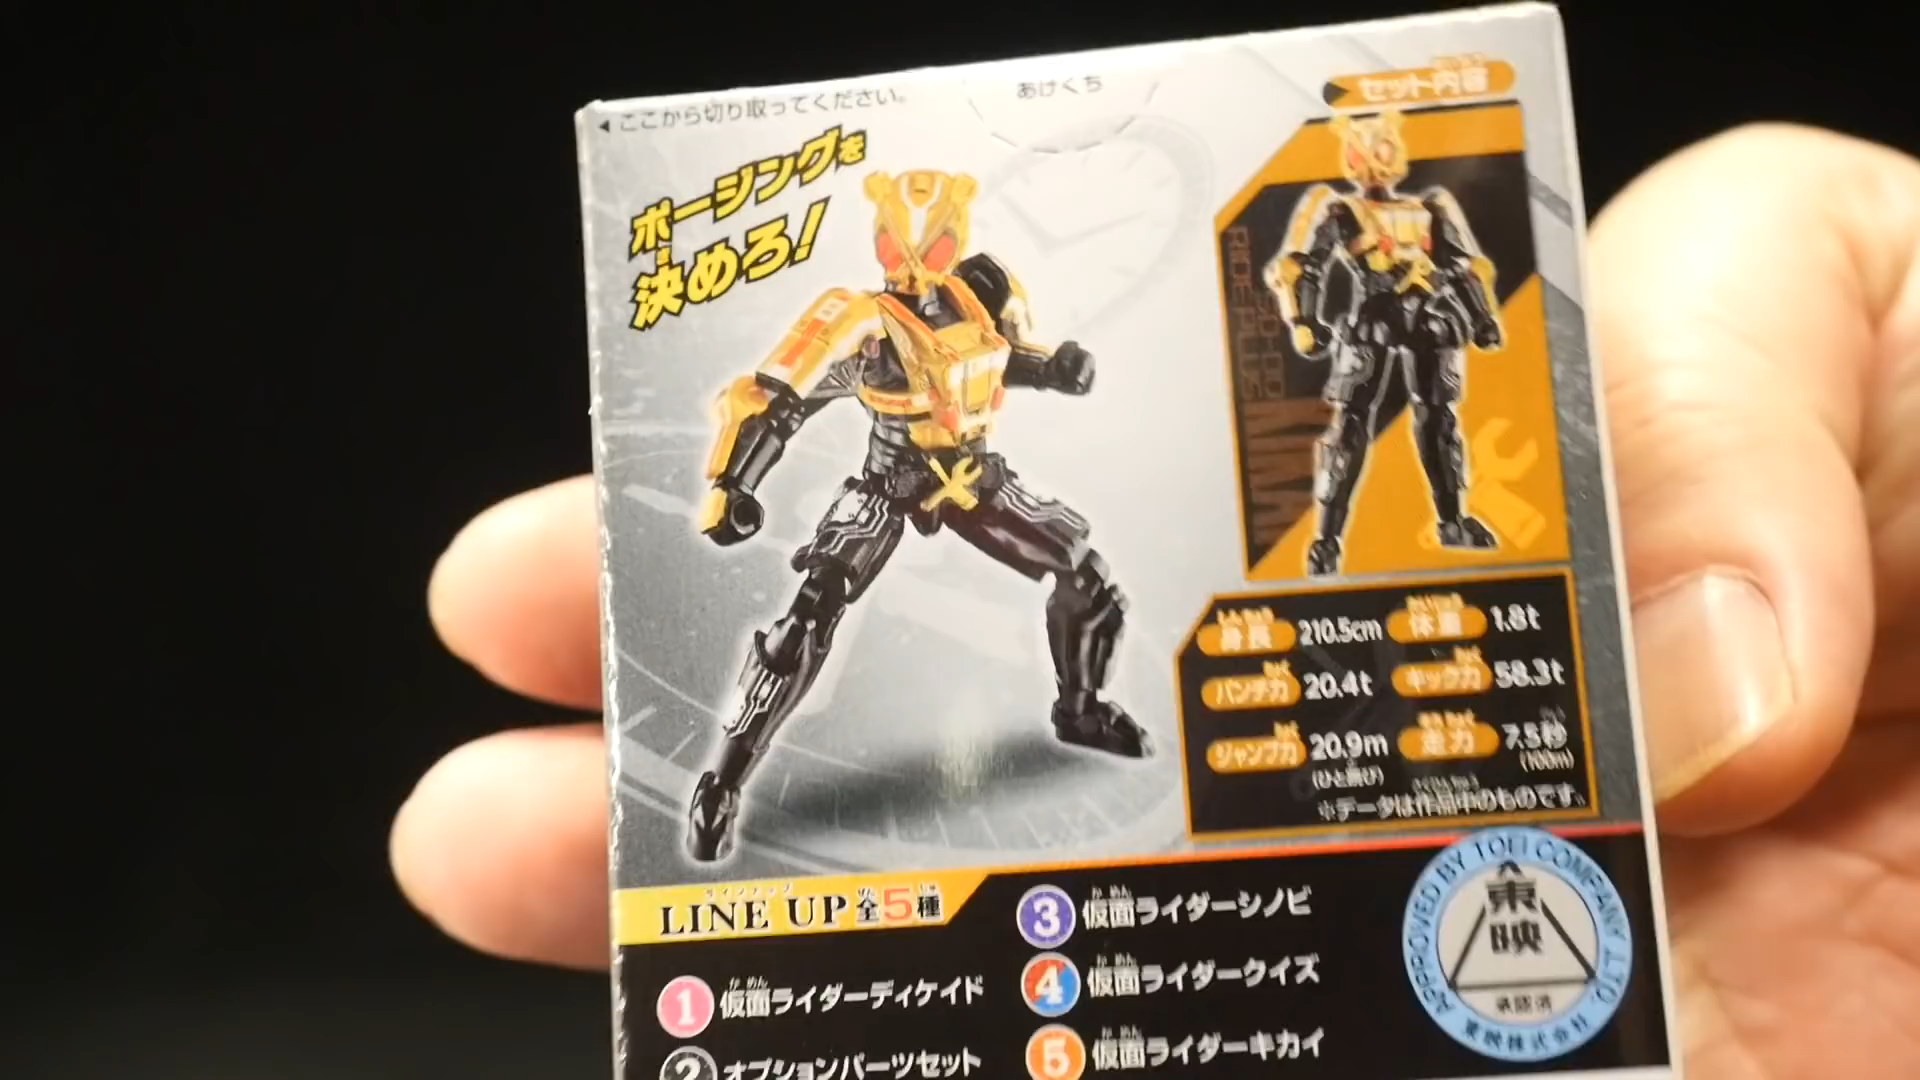 ◀ここから切り取ってください。
あけくち
ポージングを
決めろ!
セット内容
身長 210.5cm 体重 1.8t
パンチ力 20.4t キック力 58.3t
ジャンプ力 20.9m 走力 7.5秒
(ひと跳び) (100m)
※データは作品中のものです。
ラインナップ
LINE UP 全5種
1 仮面ライダーディケイド
2 オプションパーツセット
3 仮面ライダーシノビ
4 仮面ライダークイズ
5 仮面ライダーキカイ
APPROVED BY TOEI COMPANY, LTD.
東映
承認済
東映株式会社